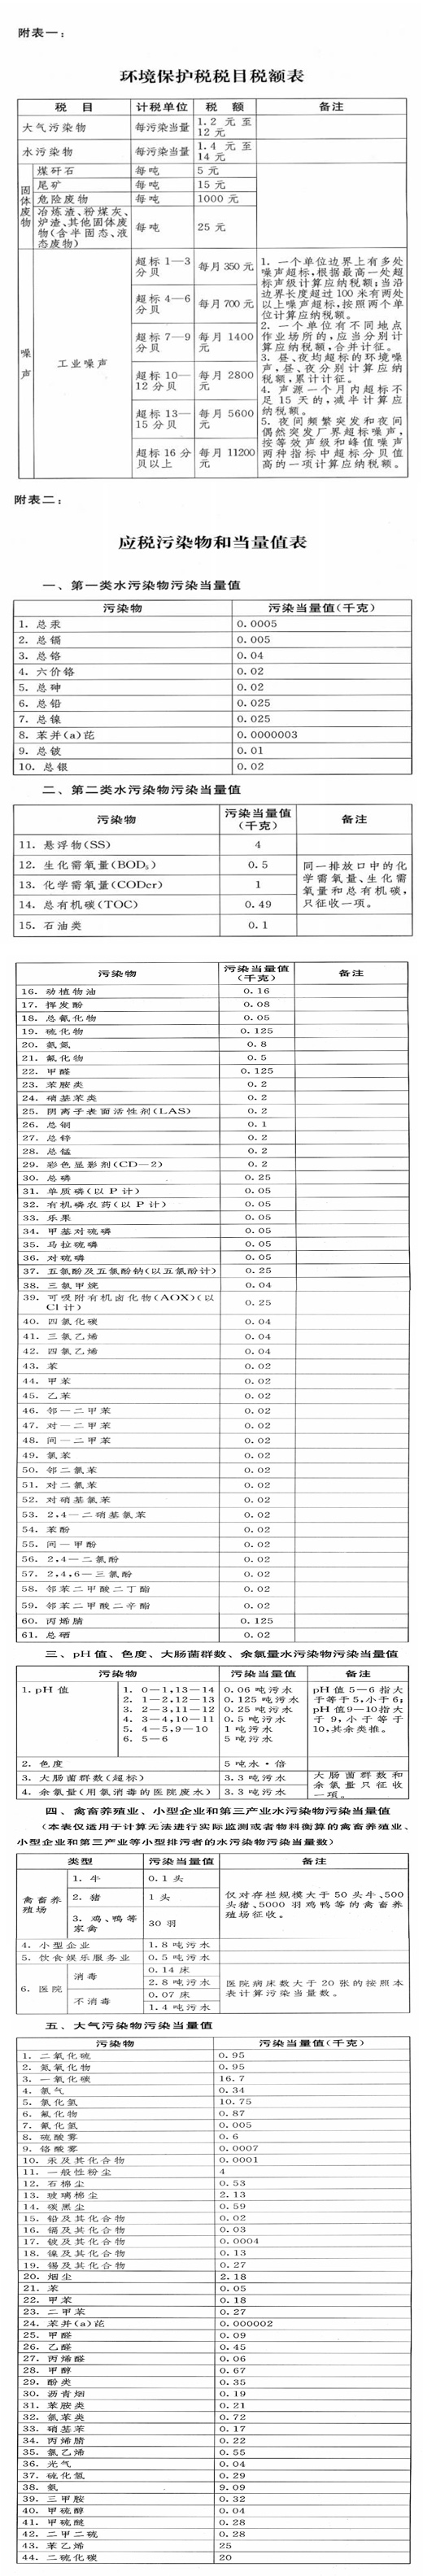 附表一:
环境保护税税目税额表
税 目 计税单位 税 额 备注
大气污染物 每污染当量 1.2 元至12 元
水污染物 每污染当量 1.4 元至14 元
固体废物
煤矸石 每吨 5 元
尾矿 每吨 15 元
危险废物 每吨 1000 元
冶炼渣、粉煤灰、炉渣、其他固体废物(含半固态、液态废物) 每吨 25 元
噪声
工业噪声
超标 1—3分贝 每月 350 元
超标 4—6分贝 每月 700 元
超标 7—9分贝 每月 1400元
超标 10—12 分贝 每月 2800元
超标 13—15 分贝 每月 5600元
超标 16 分贝以上 每月 11200元
1. 一个单位边界上有多处
噪声超标,根据最高一处超
标声级计算应纳税额;当沿
边界长度超过 100 米有两处
以上噪声超标,按照两个单
位计算应纳税额。
2. 一个单位有不同地点
作业场所的,应当分别计
算应纳税额,合并计征。
3. 昼、夜均超标的环境噪
声,昼、夜分别计算应纳
税额,累计计征。
4. 声源一个月内超标不
足 15 天的,减半计算应
纳税额。
5. 夜间频繁突发和夜间
偶然突发厂界超标噪声,
按等效声级和峰值噪声
两种指标中超标分贝值
高的一项计算应纳税额。
附表二:
应税污染物和当量值表
一、第一类水污染物污染当量值
污染物 污染当量值(千克)
1. 总汞 0.0005
2. 总镉 0.005
3. 总铬 0.04
4. 六价铬 0.02
5. 总砷 0.02
6. 总铅 0.025
7. 总镍 0.025
8. 苯并(a)芘 0.0000003
9. 总铍 0.01
10. 总银 0.02
二、第二类水污染物污染当量值
污染物 污染当量值(千克) 备注
11. 悬浮物(SS) 4
12. 生化需氧量(BOD₅) 0.5
13. 化学需氧量(CODcr) 1
14. 总有机碳(TOC) 0.49
同一排放口中的化
学需氧量、生化需
氧量和总有机碳,
只征收一项。
15. 石油类 0.1
污染物 污染当量值(千克) 备注
16. 动植物油 0.16
17. 挥发酚 0.08
18. 总氰化物 0.05
19. 硫化物 0.125
20. 氨氮 0.8
21. 氟化物 0.5
22. 甲醛 0.125
23. 苯胺类 0.2
24. 硝基苯类 0.2
25. 阴离子表面活性剂(LAS) 0.2
26. 总铜 0.1
27. 总锌 0.2
28. 总锰 0.2
29. 彩色显影剂(CD—2) 0.2
30. 总磷 0.25
31. 单质磷(以 P 计) 0.05
32. 有机磷农药(以 P 计) 0.05
33. 乐果 0.05
34. 甲基对硫磷 0.05
35. 马拉硫磷 0.05
36. 对硫磷 0.05
37. 五氯酚及五氯酚钠(以五氯酚计) 0.25
38. 三氯甲烷 0.04
39. 可吸附有机卤化物(AOX)(以Cl 计) 0.25
40. 四氯化碳 0.04
41. 三氯乙烯 0.04
42. 四氯乙烯 0.04
43. 苯 0.02
44. 甲苯 0.02
45. 乙苯 0.02
46. 邻—二甲苯 0.02
47. 对—二甲苯 0.02
48. 间—二甲苯 0.02
49. 氯苯 0.02
50. 邻二氯苯 0.02
51. 对二氯苯 0.02
52. 对硝基氯苯 0.02
53. 2,4—二硝基氯苯 0.02
54. 苯酚 0.02
55. 间—甲酚 0.02
56. 2,4—二氯酚 0.02
57. 2,4,6—三氯酚 0.02
58. 邻苯二甲酸二丁酯 0.02
59. 邻苯二甲酸二辛酯 0.02
60. 丙烯腈 0.125
61. 总硒 0.02
三、pH 值、色度、大肠菌群数、余氯量水污染物污染当量值
污染物 污染当量值 备注
1. pH 值
1. 0—1,13—14 0.06 吨污水
2. 1—2,12—13 0.125 吨污水
3. 2—3,11—12 0.25 吨污水
4. 3—4,10—11 0.5 吨污水
5. 4—5,9—10 1 吨污水
6. 5—6 5 吨污水
pH 值 5—6 指大
于等于 5,小于 6;
pH 值 9—10 指大
于 9,小于等于
10,其余类推。
2. 色度 5 吨水·倍
3. 大肠菌群数(超标) 3.3 吨污水
4. 余氯量(用氯消毒的医院废水) 3.3 吨污水
大肠菌群数和
余氯量只征收
一项。
四、禽畜养殖业、小型企业和第三产业水污染物污染当量值
(本表仅适用于计算无法进行实际监测或者物料衡算的禽畜养殖业、
小型企业和第三产业等小型排污者的水污染物污染当量数)
类型 污染当量值 备注
禽畜养殖场
1. 牛 0.1 头
2. 猪 1 头
3. 鸡、鸭等家禽 30 羽
仅对存栏规模大于 50 头牛、500
头猪、5000 羽鸡鸭等的禽畜养
殖场征收。
4. 小型企业 1.8 吨污水
5. 饮食娱乐服务业 0.5 吨污水
6. 医院
消毒 0.14 床
2.8 吨污水
不消毒 0.07 床
1.4 吨污水
医院病床数大于 20 张的按照本
表计算污染当量数。
五、大气污染物污染当量值
污染物 污染当量值(千克)
1. 二氧化硫 0.95
2. 氮氧化物 0.95
3. 一氧化碳 16.7
4. 氯气 0.34
5. 氯化氢 10.75
6. 氟化物 0.87
7. 氰化氢 0.005
8. 硫酸雾 0.6
9. 铬酸雾 0.0007
10. 汞及其化合物 0.0001
11. 一般性粉尘 4
12. 石棉尘 0.53
13. 玻璃棉尘 2.13
14. 碳黑尘 0.59
15. 铅及其化合物 0.02
16. 镉及其化合物 0.03
17. 铍及其化合物 0.0004
18. 镍及其化合物 0.13
19. 锡及其化合物 0.27
20. 烟尘 2.18
21. 苯 0.05
22. 甲苯 0.18
23. 二甲苯 0.27
24. 苯并(a)芘 0.000002
25. 甲醛 0.09
26. 乙醛 0.45
27. 丙烯醛 0.06
28. 甲醇 0.67
29. 酚类 0.35
30. 沥青烟 0.19
31. 苯胺类 0.21
32. 氯苯类 0.72
33. 硝基苯 0.17
34. 丙烯腈 0.22
35. 氯乙烯 0.55
36. 光气 0.04
37. 硫化氢 0.29
38. 氨 9.09
39. 三甲胺 0.32
40. 甲硫醇 0.04
41. 甲硫醚 0.28
42. 二甲二硫 0.28
43. 苯乙烯 25
44. 二硫化碳 20